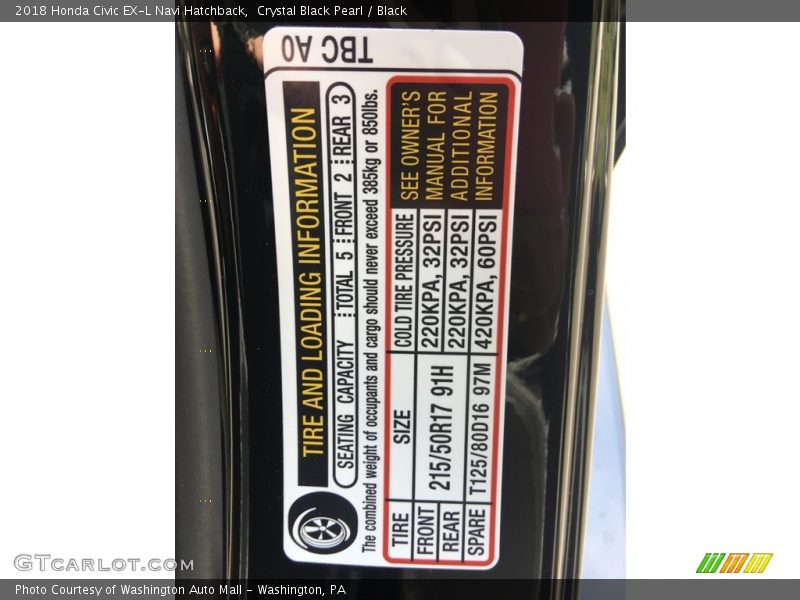 2018 Honda Civic EX-L Navi Hatchback,  Crystal Black Pearl / Black
TBC A0
TIRE AND LOADING INFORMATION
SEATING CAPACITY TOTAL 5 FRONT 2 REAR 3
The combined weight of occupants and cargo should never exceed 385kg or 850lbs.
TIRE SIZE COLD TIRE PRESSURE
FRONT 215/50R17 91H 220KPA, 32PSI
REAR 220KPA, 32PSI
SPARE T125/80D16 97M 420KPA, 60PSI
SEE OWNER'S
MANUAL FOR
ADDITIONAL
INFORMATION
GTCarlot.com
Photo Courtesy of Washington Auto Mall - Washington, PA